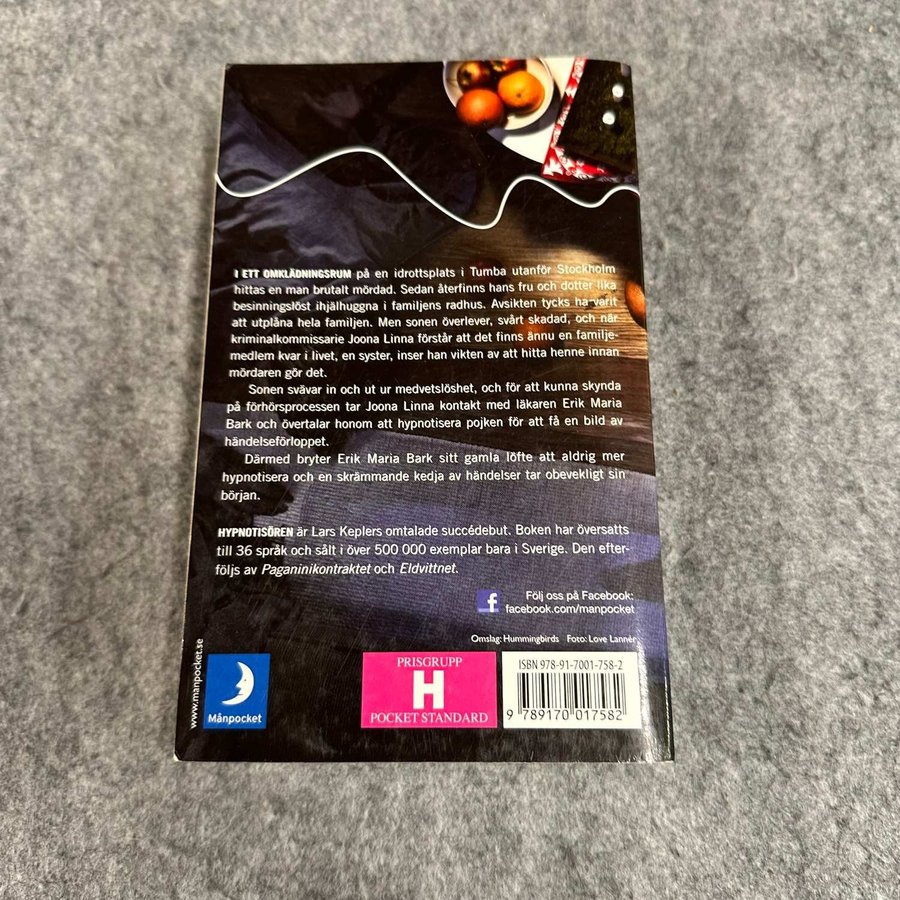 I ETT OMKLÄDNINGSRUM på en idrottsplats i Tumba utanför Stockholm
hittas en man brutalt mördad. Sedan återfinns hans fru och dotter lika
besinningslöst ihjälhuggna i familjens radhus. Avsikten tycks ha varit
att utplåna hela familjen. Men sonen överlever, svårt skadad, och när
kriminalkommissarie Joona Linna förstår att det finns ännu en familje-
medlem kvar i livet, en syster, inser han vikten av att hitta henne innan
mördaren gör det.
Sonen svävar in och ut ur medvetslöshet, och för att kunna skynda
på förhörsprocessen tar Joona Linna kontakt med läkaren Erik Maria
Bark och övertalar honom att hypnotisera pojken för att få en bild av
händelseförloppet.
Därmed bryter Erik Maria Bark sitt gamla löfte att aldrig mer
hypnotisera och en skrämmande kedja av händelser tar obevekligt sin
början.
HYPNOTISÖREN är Lars Keplers omtalade succédebut. Boken har översatts
till 36 språk och sålt i över 500 000 exemplar bara i Sverige. Den efter-
följs av Paganinikontraktet och Eldvittnet.
f
Följ oss på Facebook:
facebook.com/manpocket
Omslag: Hummingbirds Foto: Love Lannér
www.manpocket.se
Månpocket
PRISGRUPP
H
POCKET STANDARD
ISBN 978-91-7001-758-2
9 789170 017582